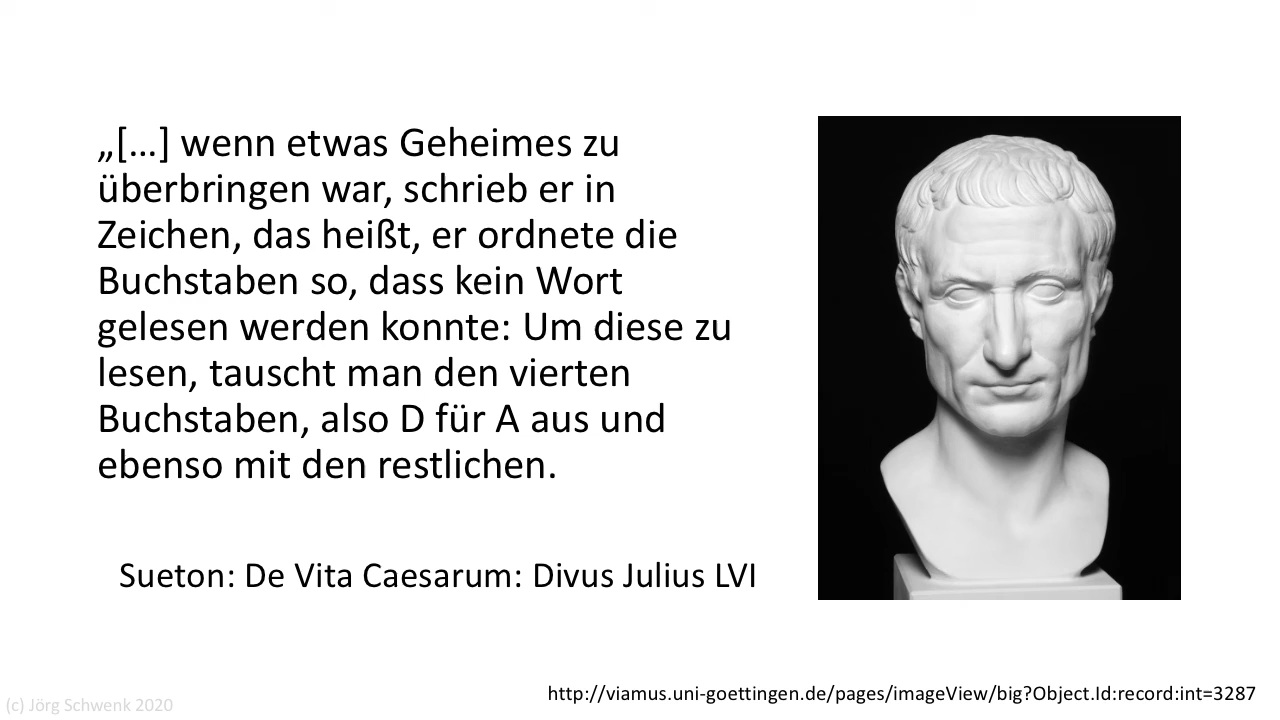 „[…] wenn etwas Geheimes zu
überbringen war, schrieb er in
Zeichen, das heißt, er ordnete die
Buchstaben so, dass kein Wort
gelesen werden konnte: Um diese zu
lesen, tauscht man den vierten
Buchstaben, also D für A aus und
ebenso mit den restlichen.
Sueton: De Vita Caesarum: Divus Julius LVI
http://viamus.uni-goettingen.de/pages/imageView/big?Object.Id:record:int=3287
(c) Jörg Schwenk 2020